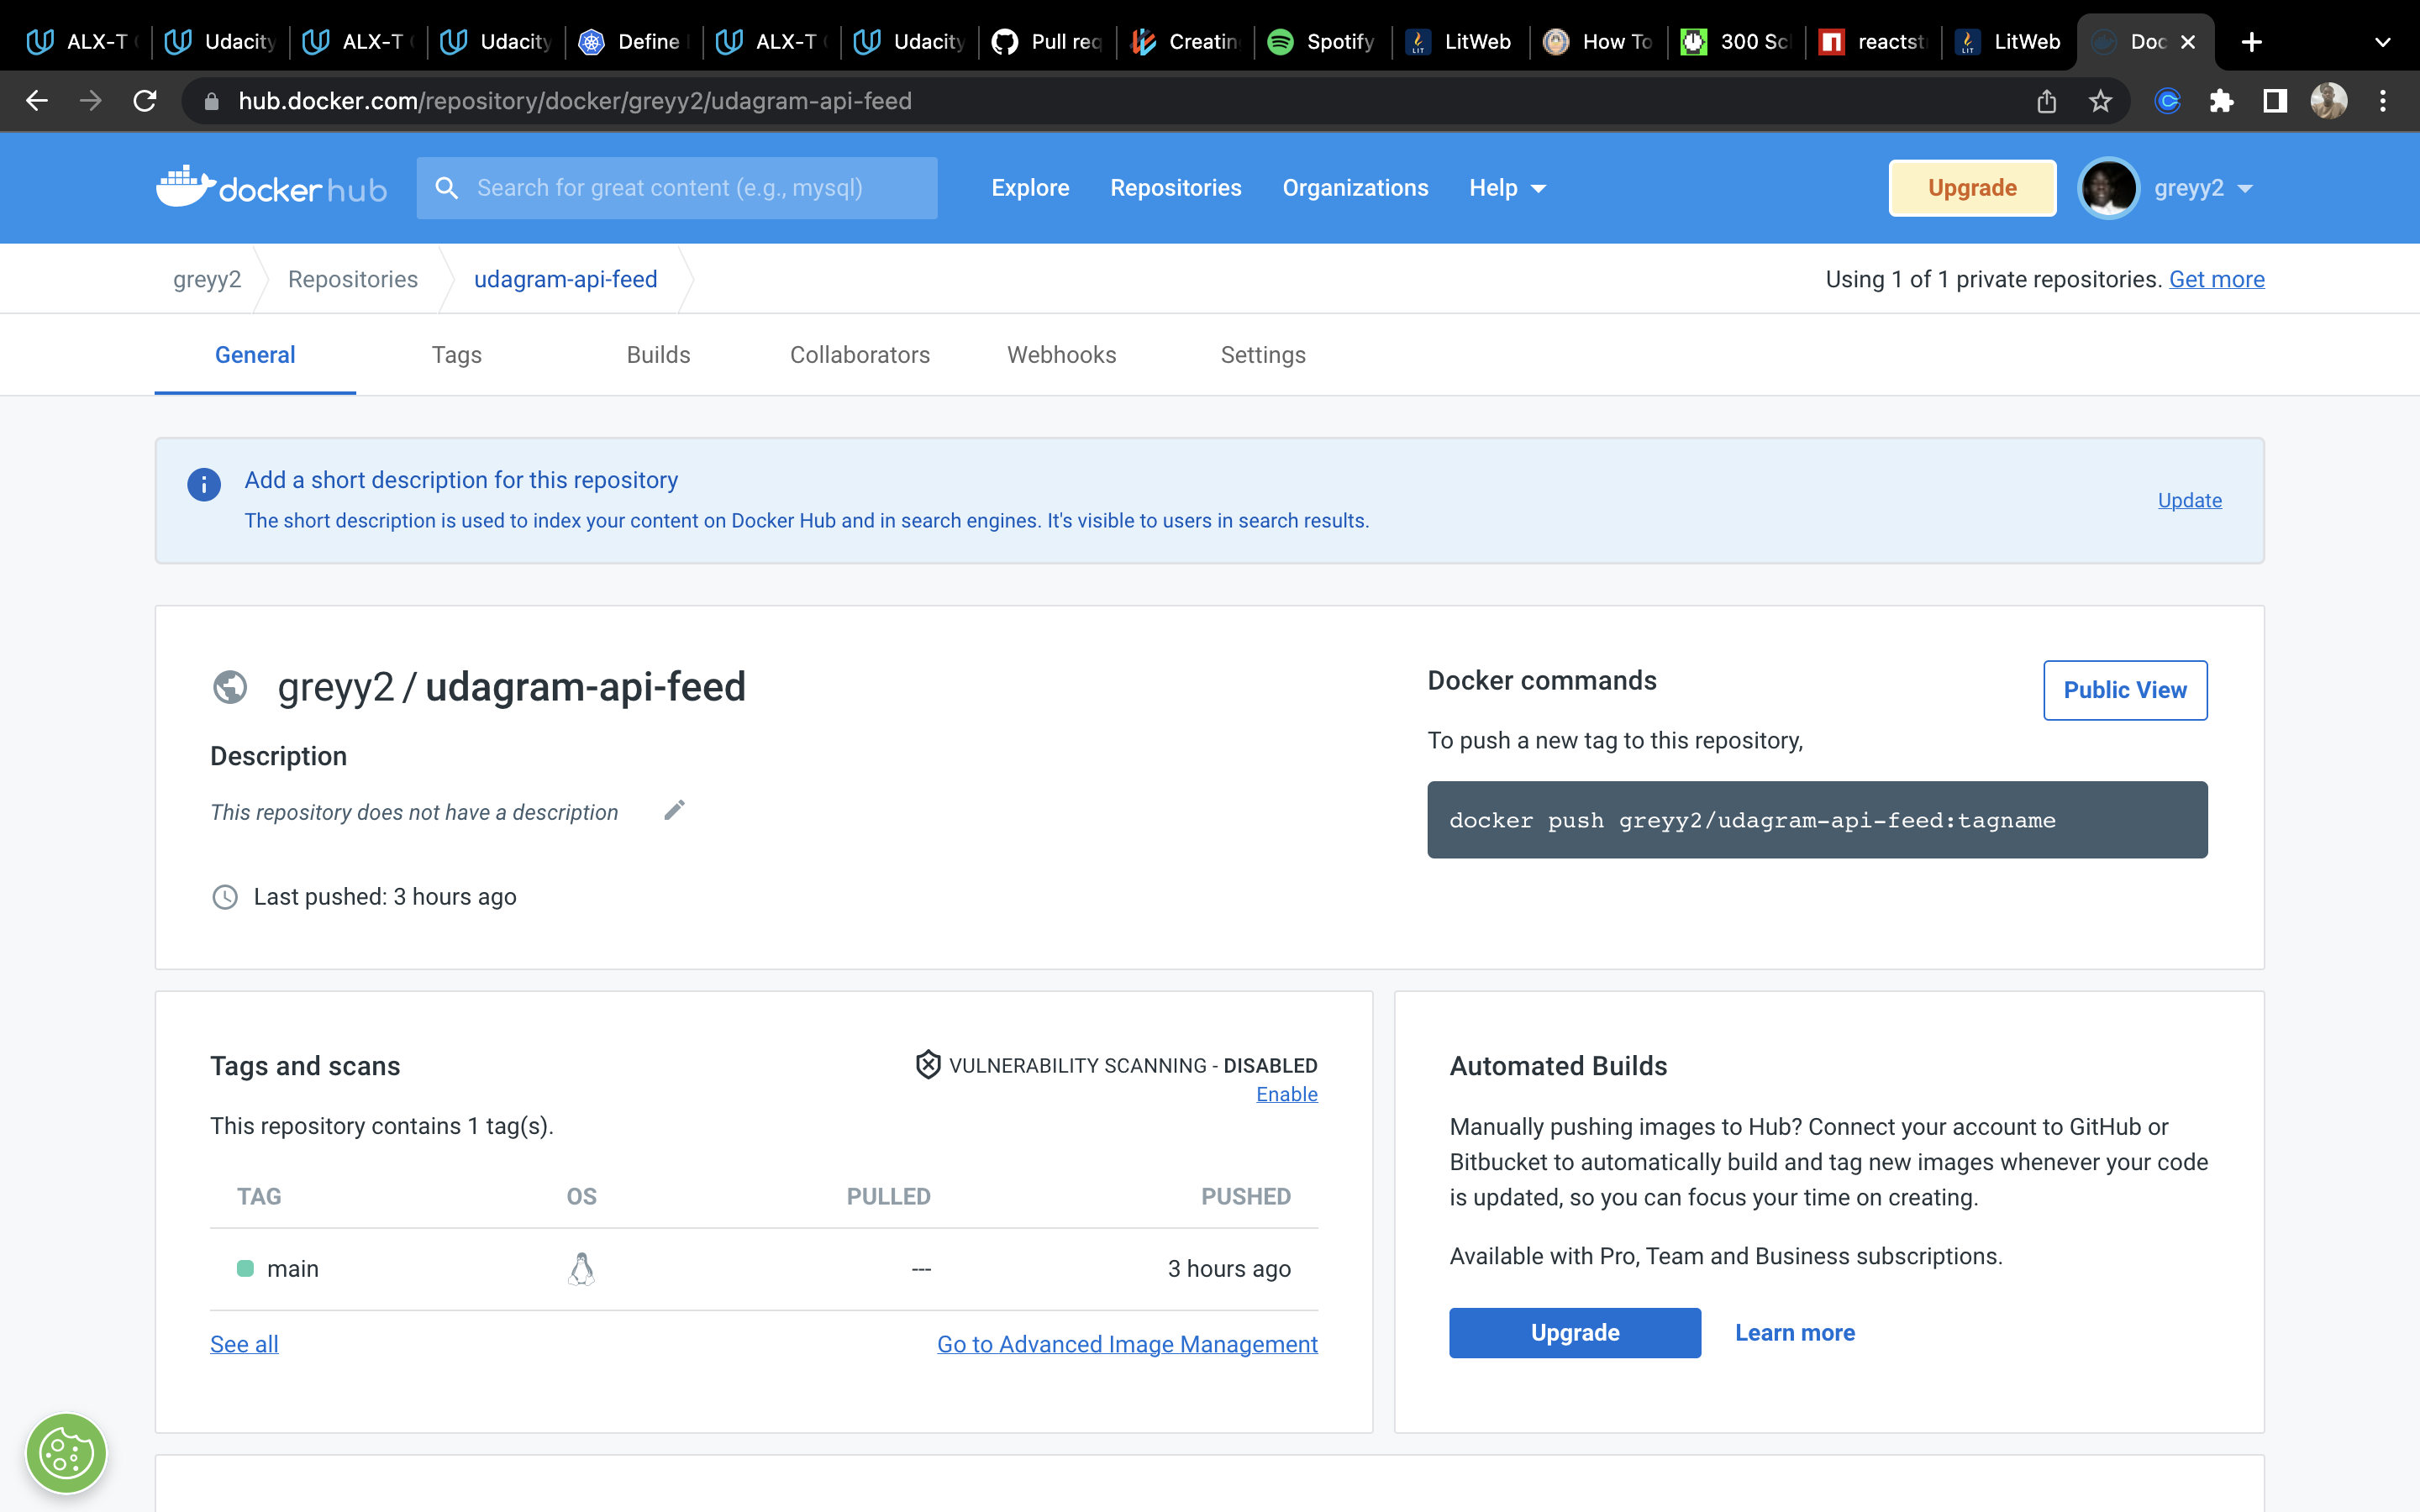 ALX-T
Udacity
ALX-T
Udacity
Define
ALX-T
Udacity
Pull req
Creating
Spotify
LitWeb
How To
300 Sc
reactst
LitWeb
Doc
hub.docker.com/repository/docker/greyy2/udagram-api-feed
dockerhub
Search for great content (e.g., mysql)
Explore
Repositories
Organizations
Help
Upgrade
greyy2
greyy2
Repositories
udagram-api-feed
Using 1 of 1 private repositories. Get more
General
Tags
Builds
Collaborators
Webhooks
Settings
Add a short description for this repository
The short description is used to index your content on Docker Hub and in search engines. It's visible to users in search results.
Update
greyy2 / udagram-api-feed
Description
This repository does not have a description
Last pushed: 3 hours ago
Docker commands
Public View
To push a new tag to this repository,
docker push greyy2/udagram-api-feed:tagname
Tags and scans
VULNERABILITY SCANNING - DISABLED
Enable
This repository contains 1 tag(s).
TAG OS PULLED PUSHED
main --- 3 hours ago
See all
Go to Advanced Image Management
Automated Builds
Manually pushing images to Hub? Connect your account to GitHub or
Bitbucket to automatically build and tag new images whenever your code
is updated, so you can focus your time on creating.
Available with Pro, Team and Business subscriptions.
Upgrade
Learn more